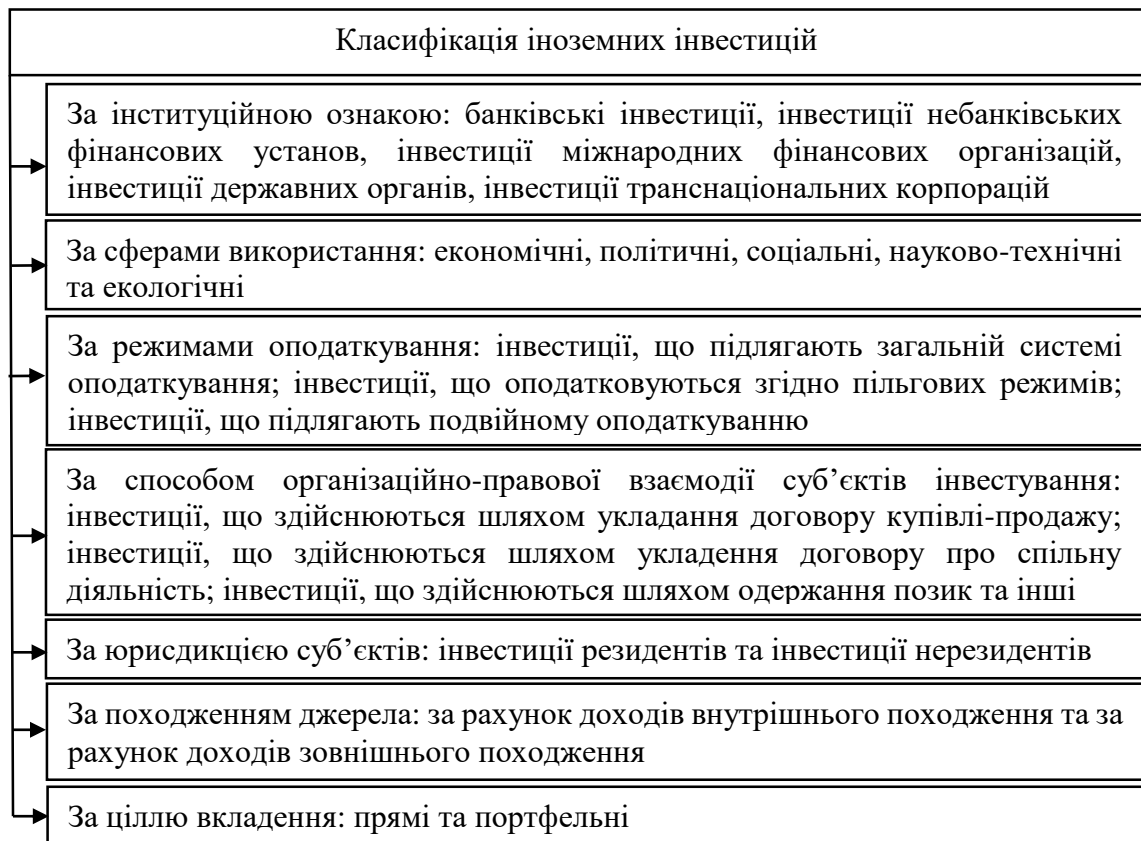 Класифікація іноземних інвестицій
За інституційною ознакою: банківські інвестиції, інвестиції небанківських
фінансових установ, інвестиції міжнародних фінансових організацій,
інвестиції державних органів, інвестиції транснаціональних корпорацій
За сферами використання: економічні, політичні, соціальні, науково-технічні
та екологічні
За режимами оподаткування: інвестиції, що підлягають загальній системі
оподаткування; інвестиції, що оподатковуються згідно пільгових режимів;
інвестиції, що підлягають подвійному оподаткуванню
За способом організаційно-правової взаємодії суб’єктів інвестування:
інвестиції, що здійснюються шляхом укладання договору купівлі-продажу;
інвестиції, що здійснюються шляхом укладення договору про спільну
діяльність; інвестиції, що здійснюються шляхом одержання позик та інші
За юрисдикцією суб’єктів: інвестиції резидентів та інвестиції нерезидентів
За походженням джерела: за рахунок доходів внутрішнього походження та за
рахунок доходів зовнішнього походження
За ціллю вкладення: прямі та портфельні